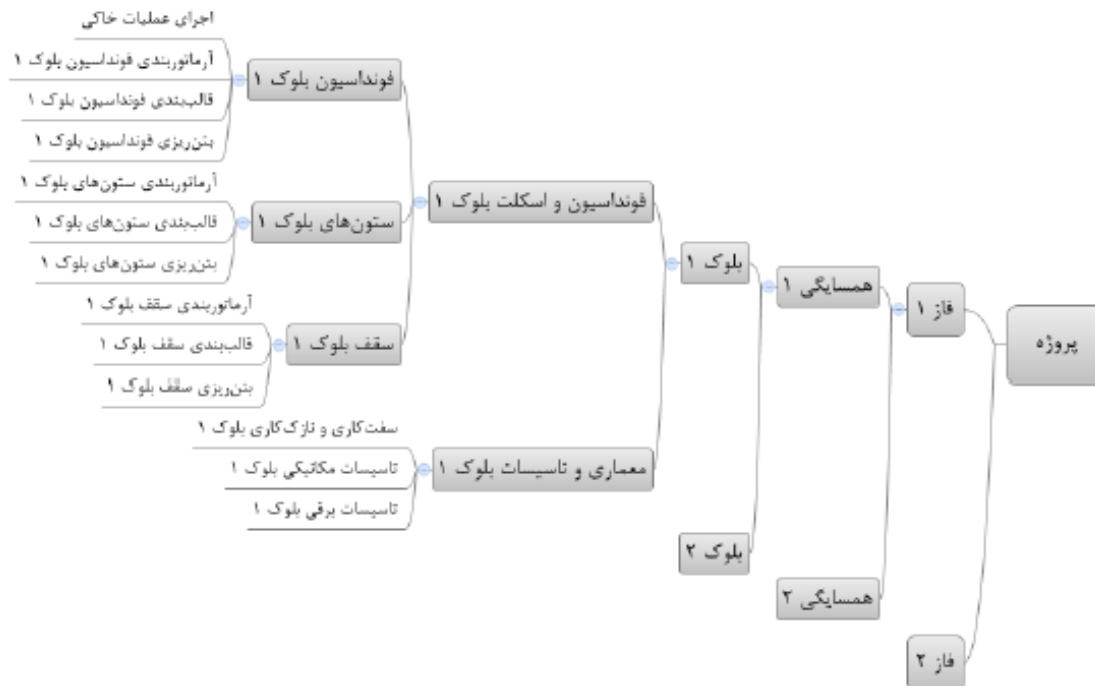 پروژه
فاز ۱
همسایگی ۱
بلوک ۱
فونداسیون و اسکلت بلوک ۱
فونداسیون بلوک ۱
اجرای عملیات خاکی
آرماتوربندی فونداسیون بلوک ۱
قالب‌بندی فونداسیون بلوک ۱
بتن‌ریزی فونداسیون بلوک ۱
ستون‌های بلوک ۱
آرماتوربندی ستون‌های بلوک ۱
قالب‌بندی ستون‌های بلوک ۱
بتن‌ریزی ستون‌های بلوک ۱
سقف بلوک ۱
آرماتوربندی سقف بلوک ۱
قالب‌بندی سقف بلوک ۱
بتن‌ریزی سقف بلوک ۱
معماری و تاسیسات بلوک ۱
سفت‌کاری و نازک‌کاری بلوک ۱
تاسیسات مکانیکی بلوک ۱
تاسیسات برقی بلوک ۱
بلوک ۲
همسایگی ۲
فاز ۲